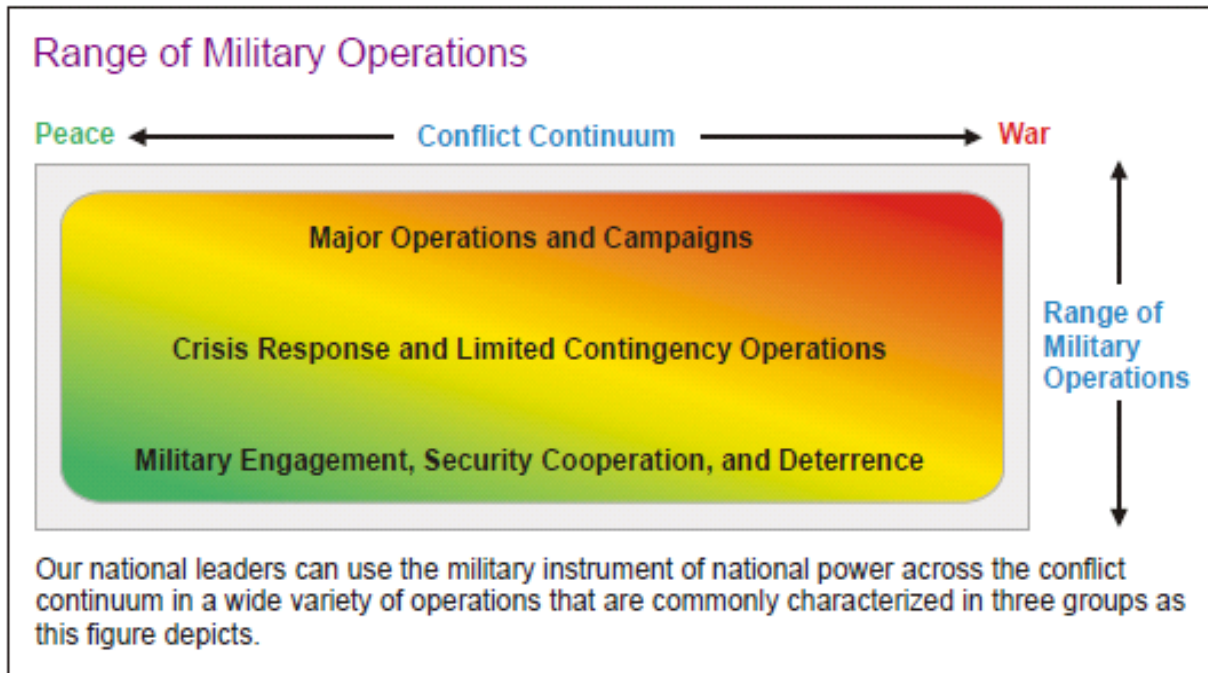 Range of Military Operations
Peace Conflict Continuum War
Major Operations and Campaigns
Crisis Response and Limited Contingency Operations
Military Engagement, Security Cooperation, and Deterrence
Range of
Military
Operations
Our national leaders can use the military instrument of national power across the conflict
continuum in a wide variety of operations that are commonly characterized in three groups as
this figure depicts.